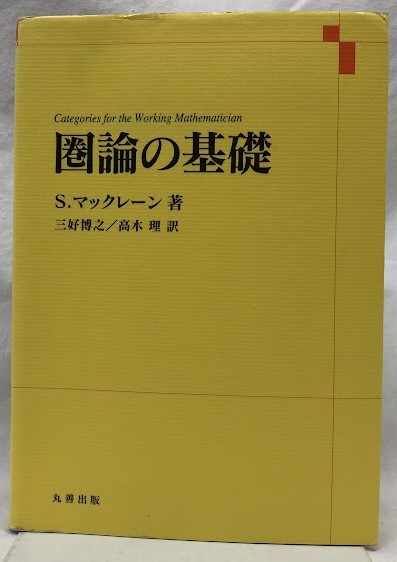 Categories for the Working Mathematician
圏論の基礎
S.マックレーン 著
三好博之/高木 理 訳
丸善出版